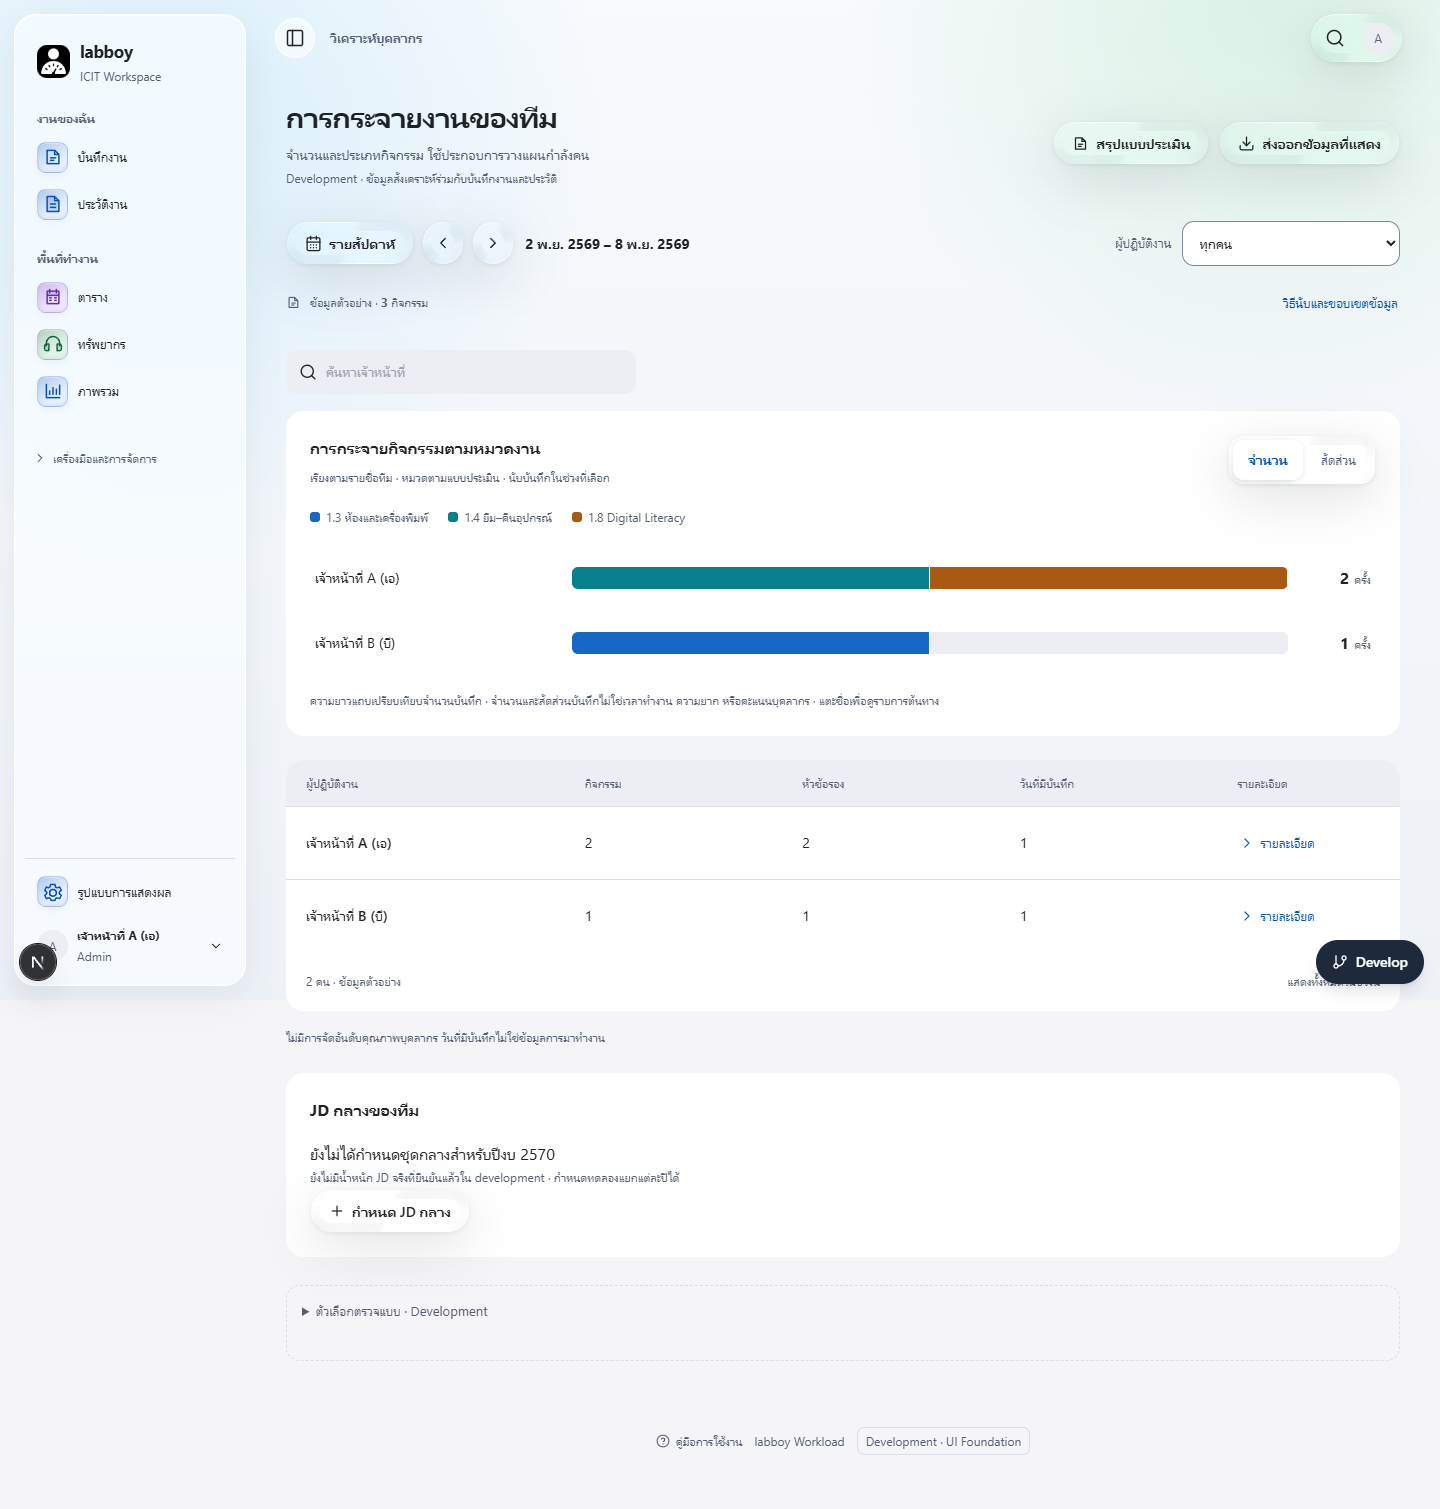 labboy
ICIT Workspace
งานของฉัน
บันทึกงาน
ประวัติงาน
พื้นที่ทำงาน
ตาราง
ทรัพยากร
ภาพรวม
เครื่องมือและการจัดการ
รูปแบบการแสดงผล
เจ้าหน้าที่ A (เอ)
Admin
วิเคราะห์บุคลากร
A
การกระจายงานของทีม
จำนวนและประเภทกิจกรรม ใช้ประกอบการวางแผนกำลังคน
Development · ข้อมูลสังเคราะห์ร่วมกับบันทึกงานและประวัติ
สรุปแบบประเมิน
ส่งออกข้อมูลที่แสดง
รายสัปดาห์
2 พ.ย. 2569 – 8 พ.ย. 2569
ผู้ปฏิบัติงาน
ทุกคน
ข้อมูลตัวอย่าง · 3 กิจกรรม
วิธีนับและขอบเขตข้อมูล
ค้นหาเจ้าหน้าที่
การกระจายกิจกรรมตามหมวดงาน
เรียงตามรายชื่อทีม · หมวดตามแบบประเมิน · นับบันทึกในช่วงที่เลือก
จำนวน
สัดส่วน
1.3 ห้องและเครื่องพิมพ์
1.4 ยืม–คืนอุปกรณ์
1.8 Digital Literacy
เจ้าหน้าที่ A (เอ)
2 ครั้ง
เจ้าหน้าที่ B (บี)
1 ครั้ง
ความยาวแถบเปรียบเทียบจำนวนบันทึก · จำนวนและสัดส่วนบันทึกไม่ใช่เวลาทำงาน ความยาก หรือคะแนนบุคลากร · แตะชื่อเพื่อดูรายการต้นทาง
ผู้ปฏิบัติงาน กิจกรรม หัวข้อรอง วันที่มีบันทึก รายละเอียด
เจ้าหน้าที่ A (เอ) 2 2 1 รายละเอียด
เจ้าหน้าที่ B (บี) 1 1 1 รายละเอียด
2 คน · ข้อมูลตัวอย่าง
Develop
ไม่มีการจัดอันดับคุณภาพบุคลากร วันที่มีบันทึกไม่ใช่ข้อมูลการมาทำงาน
JD กลางของทีม
ยังไม่ได้กำหนดชุดกลางสำหรับปีงบ 2570
ยังไม่มีน้ำหนัก JD จริงที่ยืนยันแล้วใน development · กำหนดทดลองแยกแต่ละปีได้
กำหนด JD กลาง
ตัวเลือกตรวจแบบ · Development
คู่มือการใช้งาน
labboy Workload
Development · UI Foundation